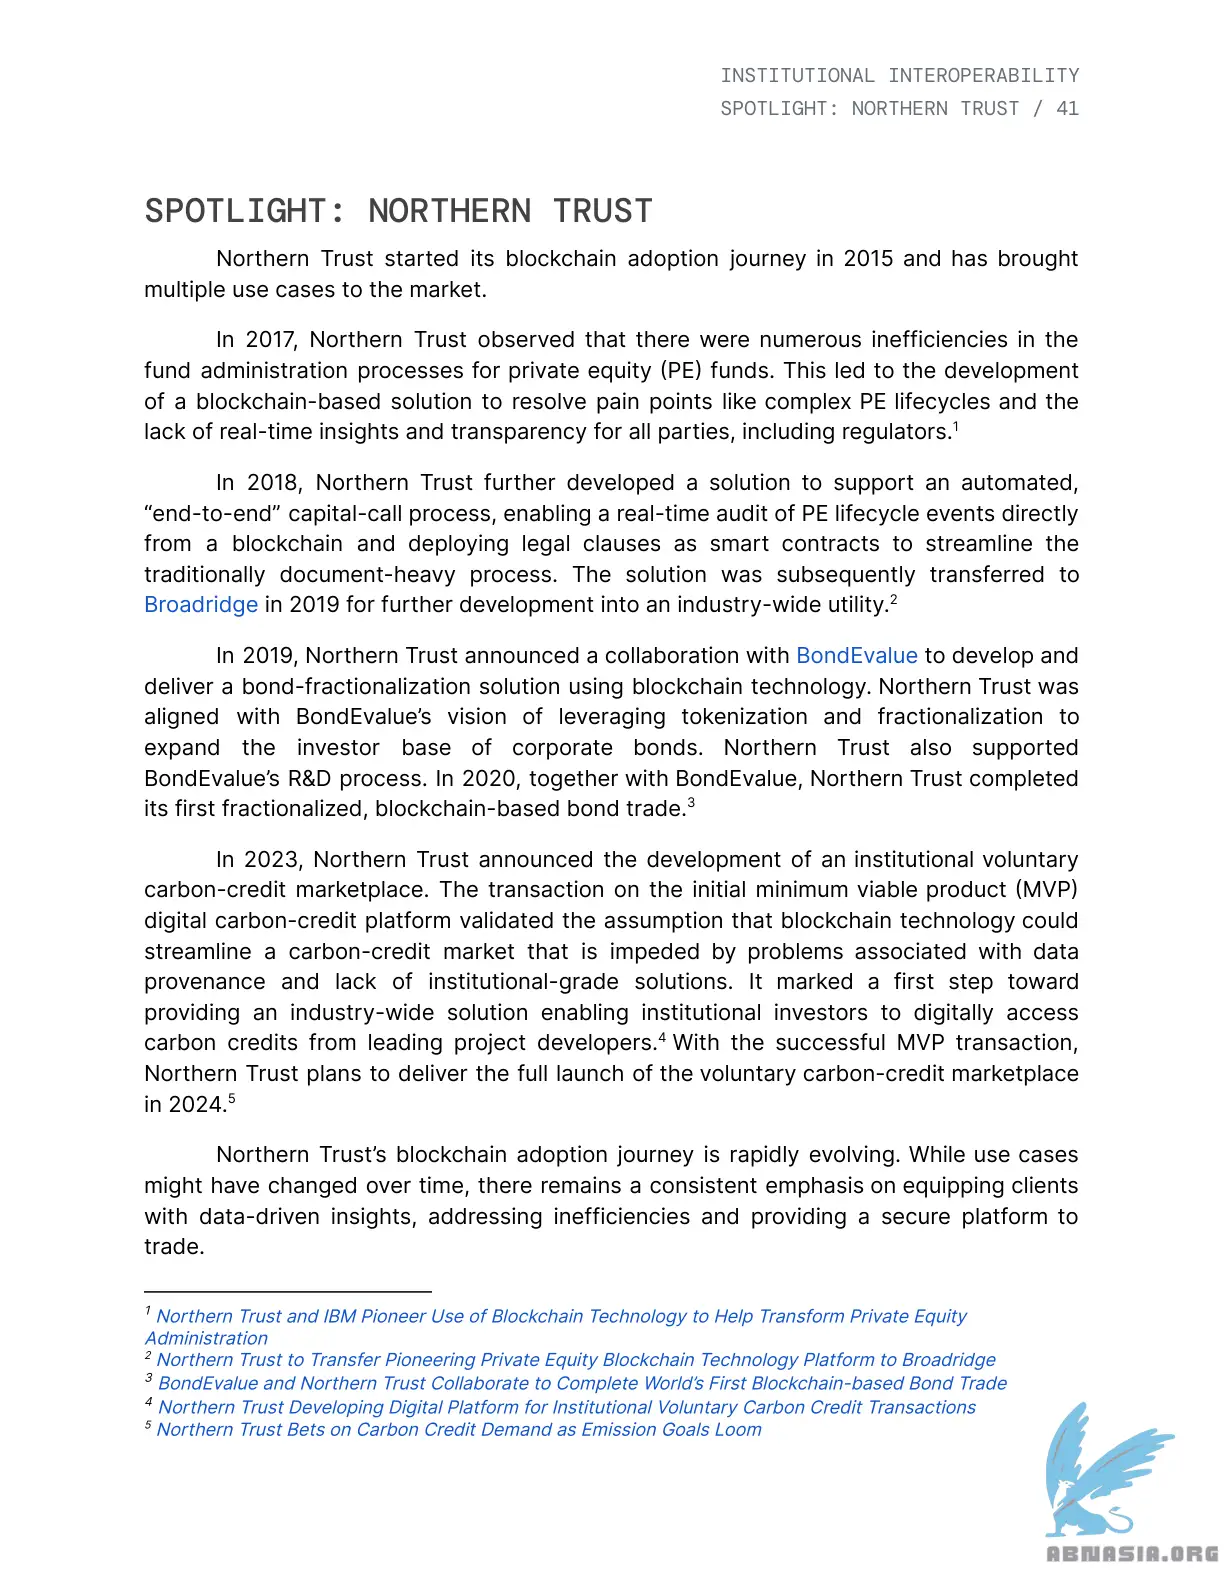 INSTITUTIONAL INTEROPERABILITY
SPOTLIGHT: NORTHERN TRUST / 41
SPOTLIGHT: NORTHERN TRUST
Northern Trust started its blockchain adoption journey in 2015 and has brought
multiple use cases to the market.
In 2017, Northern Trust observed that there were numerous inefficiencies in the
fund administration processes for private equity (PE) funds. This led to the development
of a blockchain-based solution to resolve pain points like complex PE lifecycles and the
lack of real-time insights and transparency for all parties, including regulators.¹
In 2018, Northern Trust further developed a solution to support an automated,
“end-to-end” capital-call process, enabling a real-time audit of PE lifecycle events directly
from a blockchain and deploying legal clauses as smart contracts to streamline the
traditionally document-heavy process. The solution was subsequently transferred to
Broadridge in 2019 for further development into an industry-wide utility.²
In 2019, Northern Trust announced a collaboration with BondEvalue to develop and
deliver a bond-fractionalization solution using blockchain technology. Northern Trust was
aligned with BondEvalue’s vision of leveraging tokenization and fractionalization to
expand the investor base of corporate bonds. Northern Trust also supported
BondEvalue’s R&D process. In 2020, together with BondEvalue, Northern Trust completed
its first fractionalized, blockchain-based bond trade.³
In 2023, Northern Trust announced the development of an institutional voluntary
carbon-credit marketplace. The transaction on the initial minimum viable product (MVP)
digital carbon-credit platform validated the assumption that blockchain technology could
streamline a carbon-credit market that is impeded by problems associated with data
provenance and lack of institutional-grade solutions. It marked a first step toward
providing an industry-wide solution enabling institutional investors to digitally access
carbon credits from leading project developers.⁴ With the successful MVP transaction,
Northern Trust plans to deliver the full launch of the voluntary carbon-credit marketplace
in 2024.⁵
Northern Trust’s blockchain adoption journey is rapidly evolving. While use cases
might have changed over time, there remains a consistent emphasis on equipping clients
with data-driven insights, addressing inefficiencies and providing a secure platform to
trade.
¹ Northern Trust and IBM Pioneer Use of Blockchain Technology to Help Transform Private Equity
Administration
² Northern Trust to Transfer Pioneering Private Equity Blockchain Technology Platform to Broadridge
³ BondEvalue and Northern Trust Collaborate to Complete World’s First Blockchain-based Bond Trade
⁴ Northern Trust Developing Digital Platform for Institutional Voluntary Carbon Credit Transactions
⁵ Northern Trust Bets on Carbon Credit Demand as Emission Goals Loom
ABNASIA.ORG